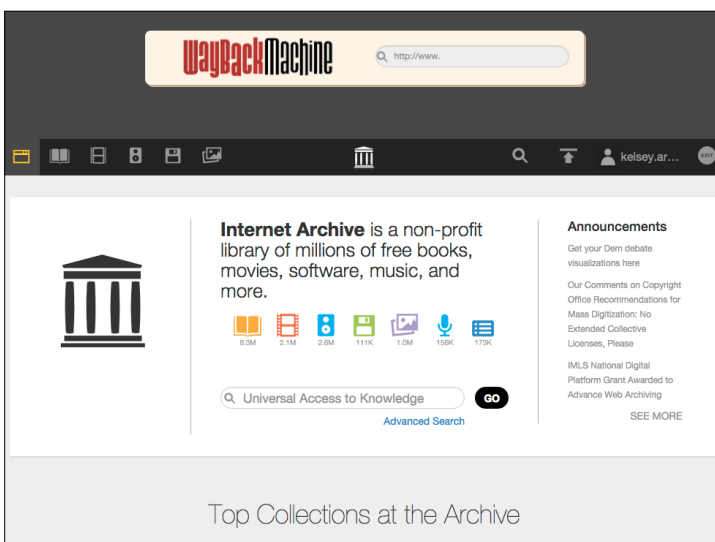 WayBackMachine
http://www.
kelsey.ar...
EXIT
Internet Archive is a non-profit
library of millions of free books,
movies, software, music, and
more.
8.3M 2.1M 2.6M 111K 1.0M 156K 173K
Universal Access to Knowledge
GO
Advanced Search
Announcements
Get your Dem debate
visualizations here
Our Comments on Copyright
Office Recommendations for
Mass Digitization: No
Extended Collective
Licenses, Please
IMLS National Digital
Platform Grant Awarded to
Advance Web Archiving
SEE MORE
Top Collections at the Archive